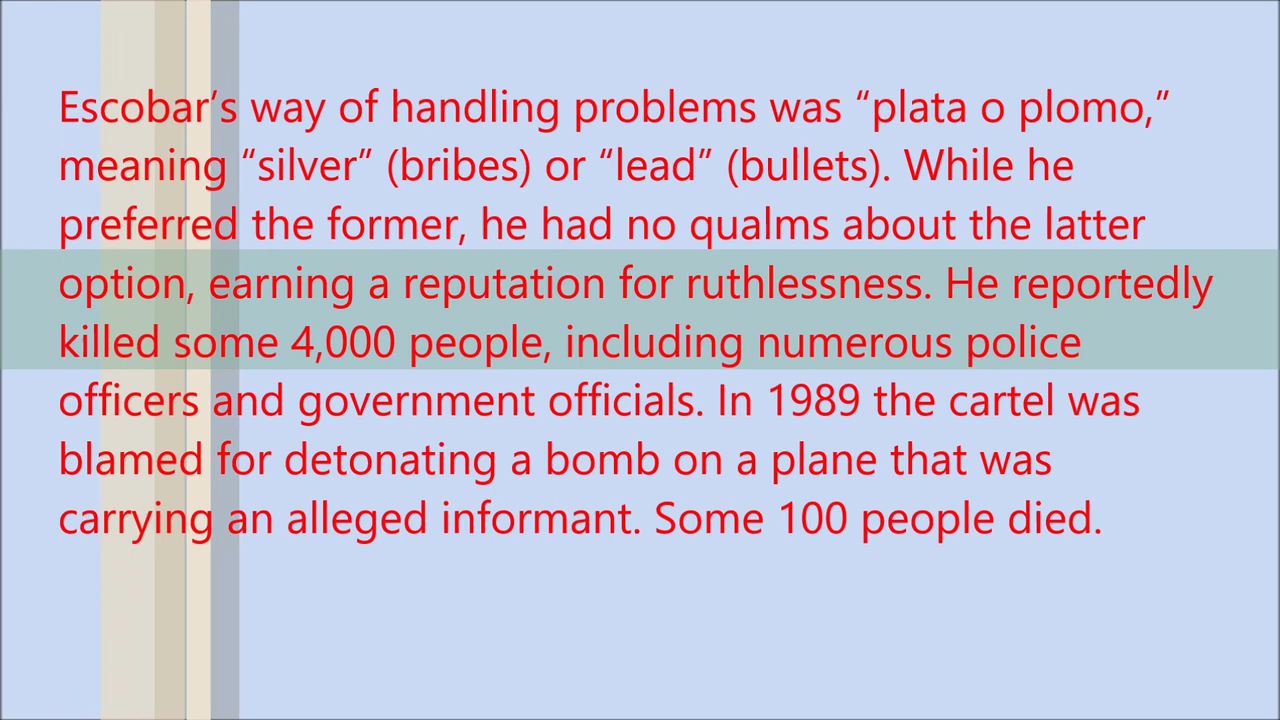 Escobar’s way of handling problems was “plata o plomo,”
meaning “silver” (bribes) or “lead” (bullets). While he
preferred the former, he had no qualms about the latter
option, earning a reputation for ruthlessness. He reportedly
killed some 4,000 people, including numerous police
officers and government officials. In 1989 the cartel was
blamed for detonating a bomb on a plane that was
carrying an alleged informant. Some 100 people died.